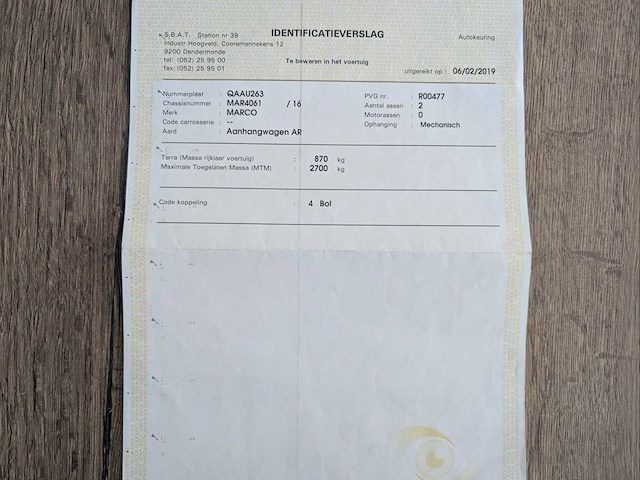 S.B.A.T. Station nr 39
IDENTIFICATIEVERSLAG
Autokeuring
Industr.Hoogveld, Cooremannekens 12
9200 Dendermonde
tel: (052) 25 95 00
Te bewaren in het voertuig
fax: (052) 25 95 01
uitgereikt op : 06/02/2019
Nummerplaat : QAAU263
PVG nr. : R00477
Chassisnummer : MAR4061 / 16
Aantal assen : 2
Merk : MARCO
Motorassen : 0
Code carrosserie : --
Ophanging : Mechanisch
Aard : Aanhangwagen AR
Tarra (Massa rijklaar voertuig) : 870 kg
Maximale Toegelaten Massa (MTM) : 2700 kg
Code koppeling : 4 Bol